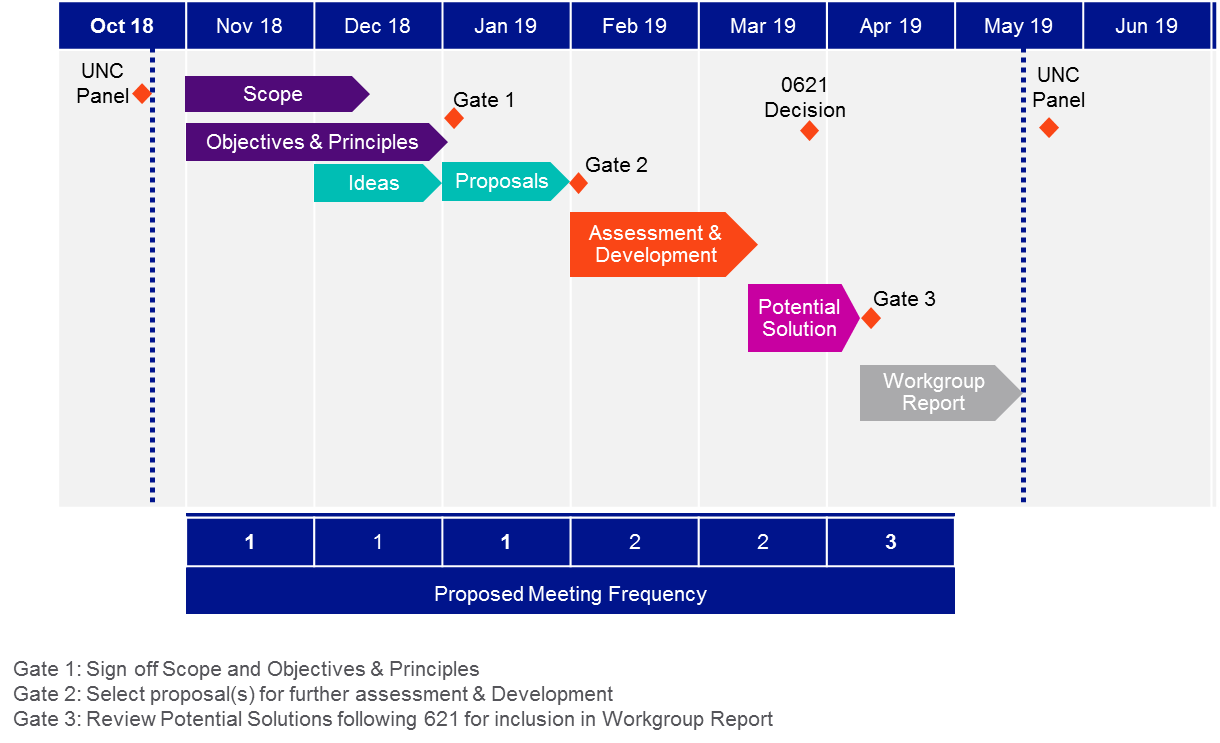 Oct 18 Nov 18 Dec 18 Jan 19 Feb 19 Mar 19 Apr 19 May 19 Jun 19
UNC
Panel
Scope
Gate 1
0621
Decision
UNC
Panel
Objectives & Principles
Ideas
Proposals
Gate 2
Assessment &
Development
Potential
Solution
Gate 3
Workgroup
Report
1 1 1 2 2 3
Proposed Meeting Frequency
Gate 1: Sign off Scope and Objectives & Principles
Gate 2: Select proposal(s) for further assessment & Development
Gate 3: Review Potential Solutions following 621 for inclusion in Workgroup Report